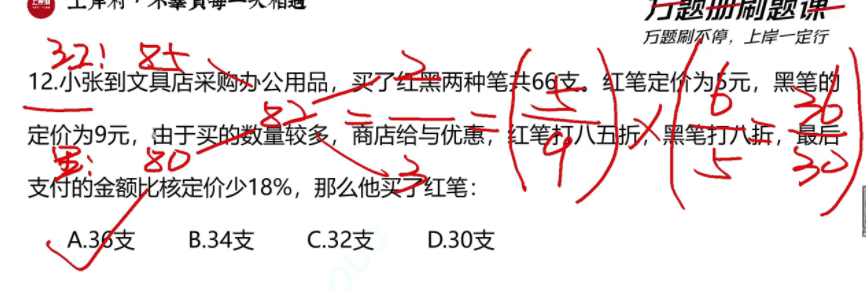 上岸村，不辜负每一次相遇
万题册刷题课
万题刷不停，上岸一定行
红：85
12.小张到文具店采购办公用品，买了红黑两种笔共66支。红笔定价为5元，黑笔的
82 = 2/3 = (5/9) × (6/5 = 36/30)
定价为9元，由于买的数量较多，商店给与优惠，红笔打八五折，黑笔打八折，最后
黑：80
支付的金额比核定价少18%，那么他买了红笔：
A.36支 B.34支 C.32支 D.30支